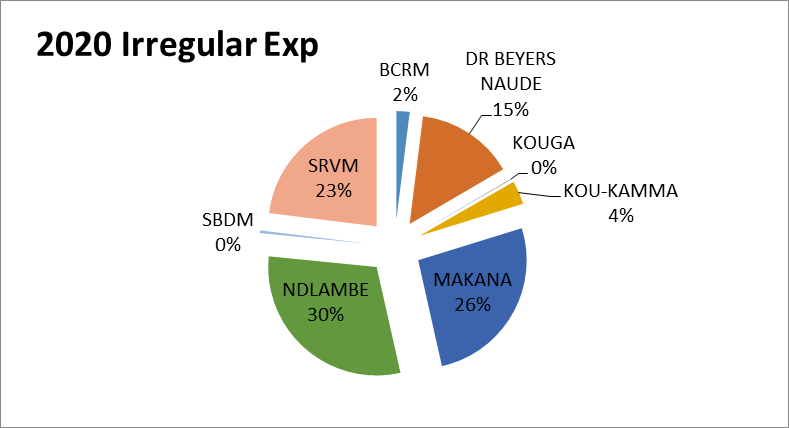 2020 Irregular Exp
BCRM
2%
DR BEYERS
NAUDE
15%
KOUGA
0%
KOU-KAMMA
4%
MAKANA
26%
NDLAMBE
30%
SBDM
0%
SRVM
23%